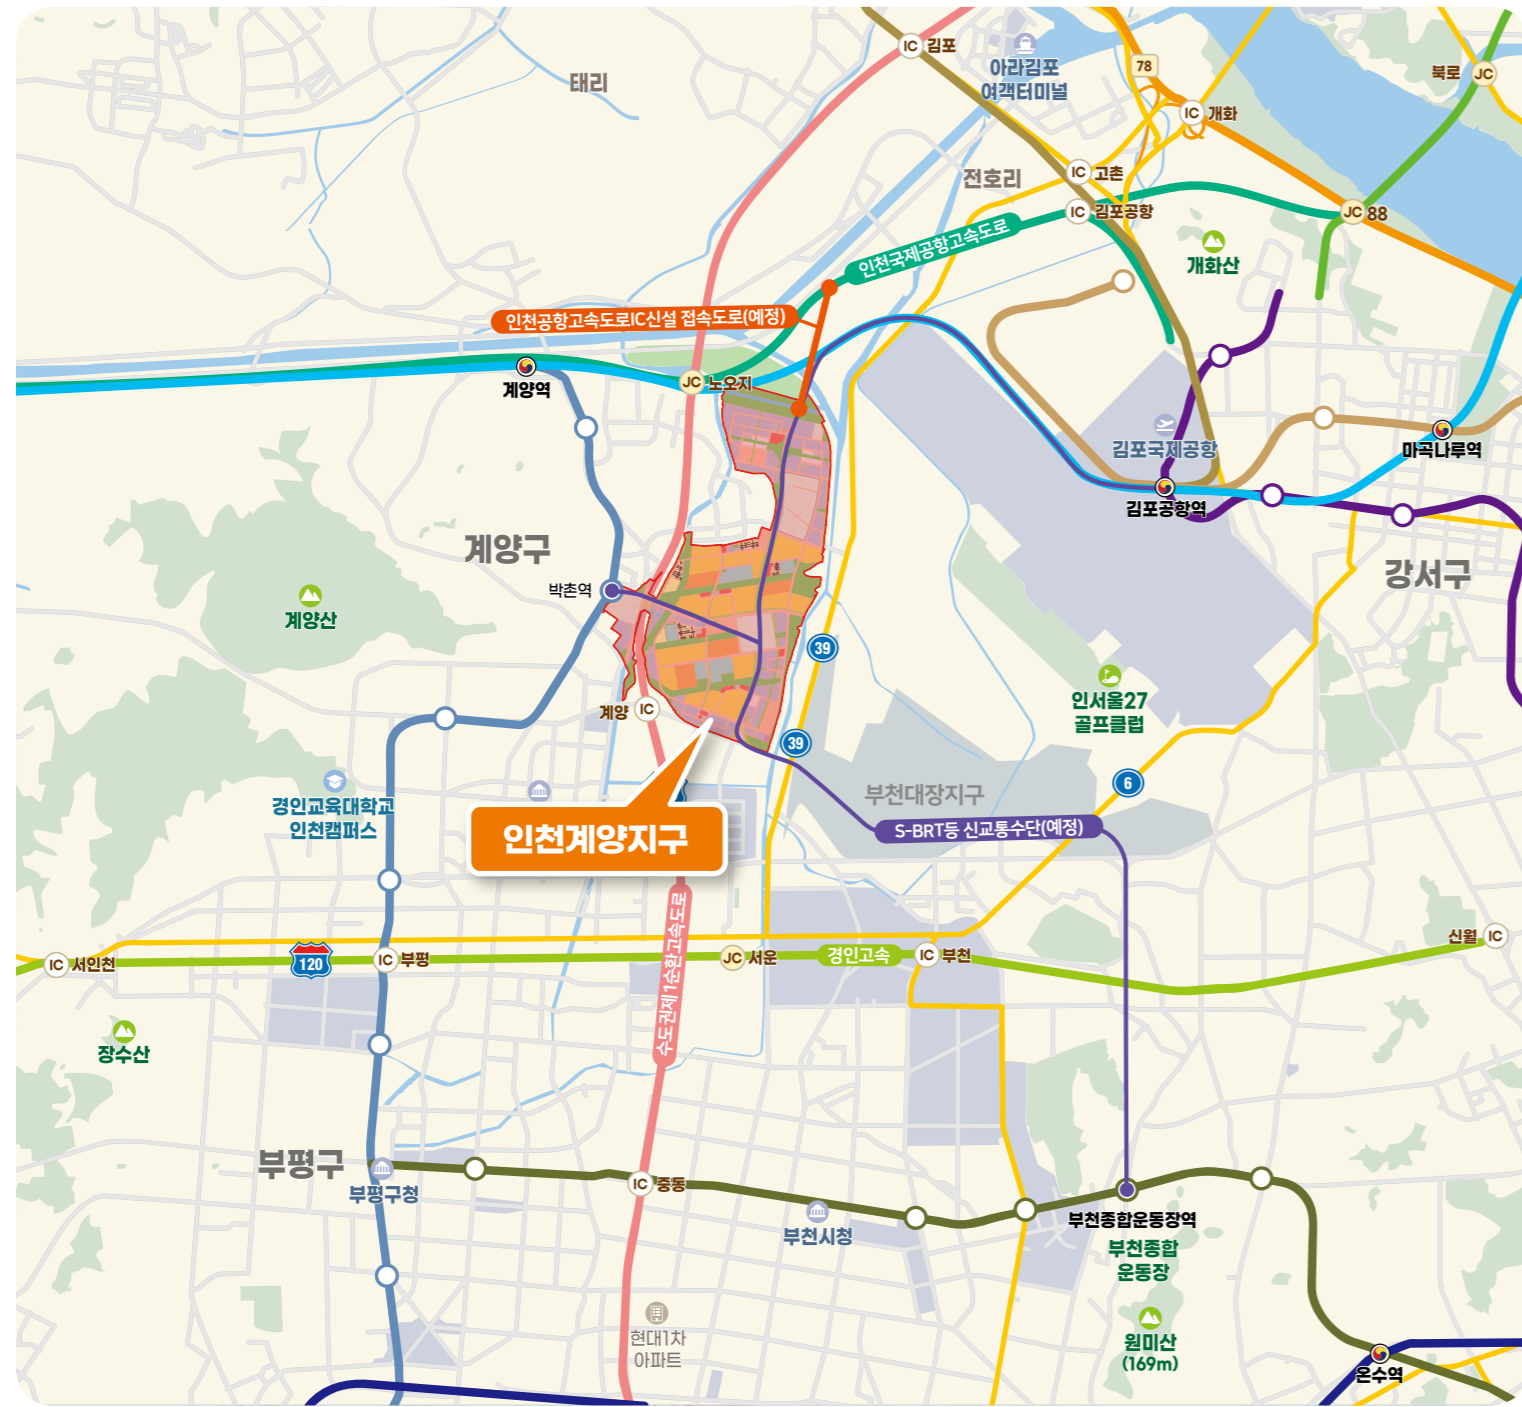 IC 김포
태리
아라김포
여객터미널
78
북로 JC
IC 개화
IC 고촌
전호리
IC 김포공항
JC 88
인천국제공항고속도로
개화산
인천공항고속도로IC신설 접속도로(예정)
계양역
JC 노오지
김포국제공항
마곡나루역
김포공항역
계양구
강서구
박촌역
계양산
39
인서울27
골프클럽
계양 IC
39
6
경인교육대학교
인천캠퍼스
부천대장지구
인천계양지구
S-BRT등 신교통수단(예정)
수도권제1순환고속도로
신월 IC
IC 서인천
120
IC 부평
JC 서운
경인고속
IC 부천
장수산
부평구
부평구청
IC 중동
부천시청
부천종합운동장역
부천종합
운동장
현대1차
아파트
원미산
(169m)
온수역